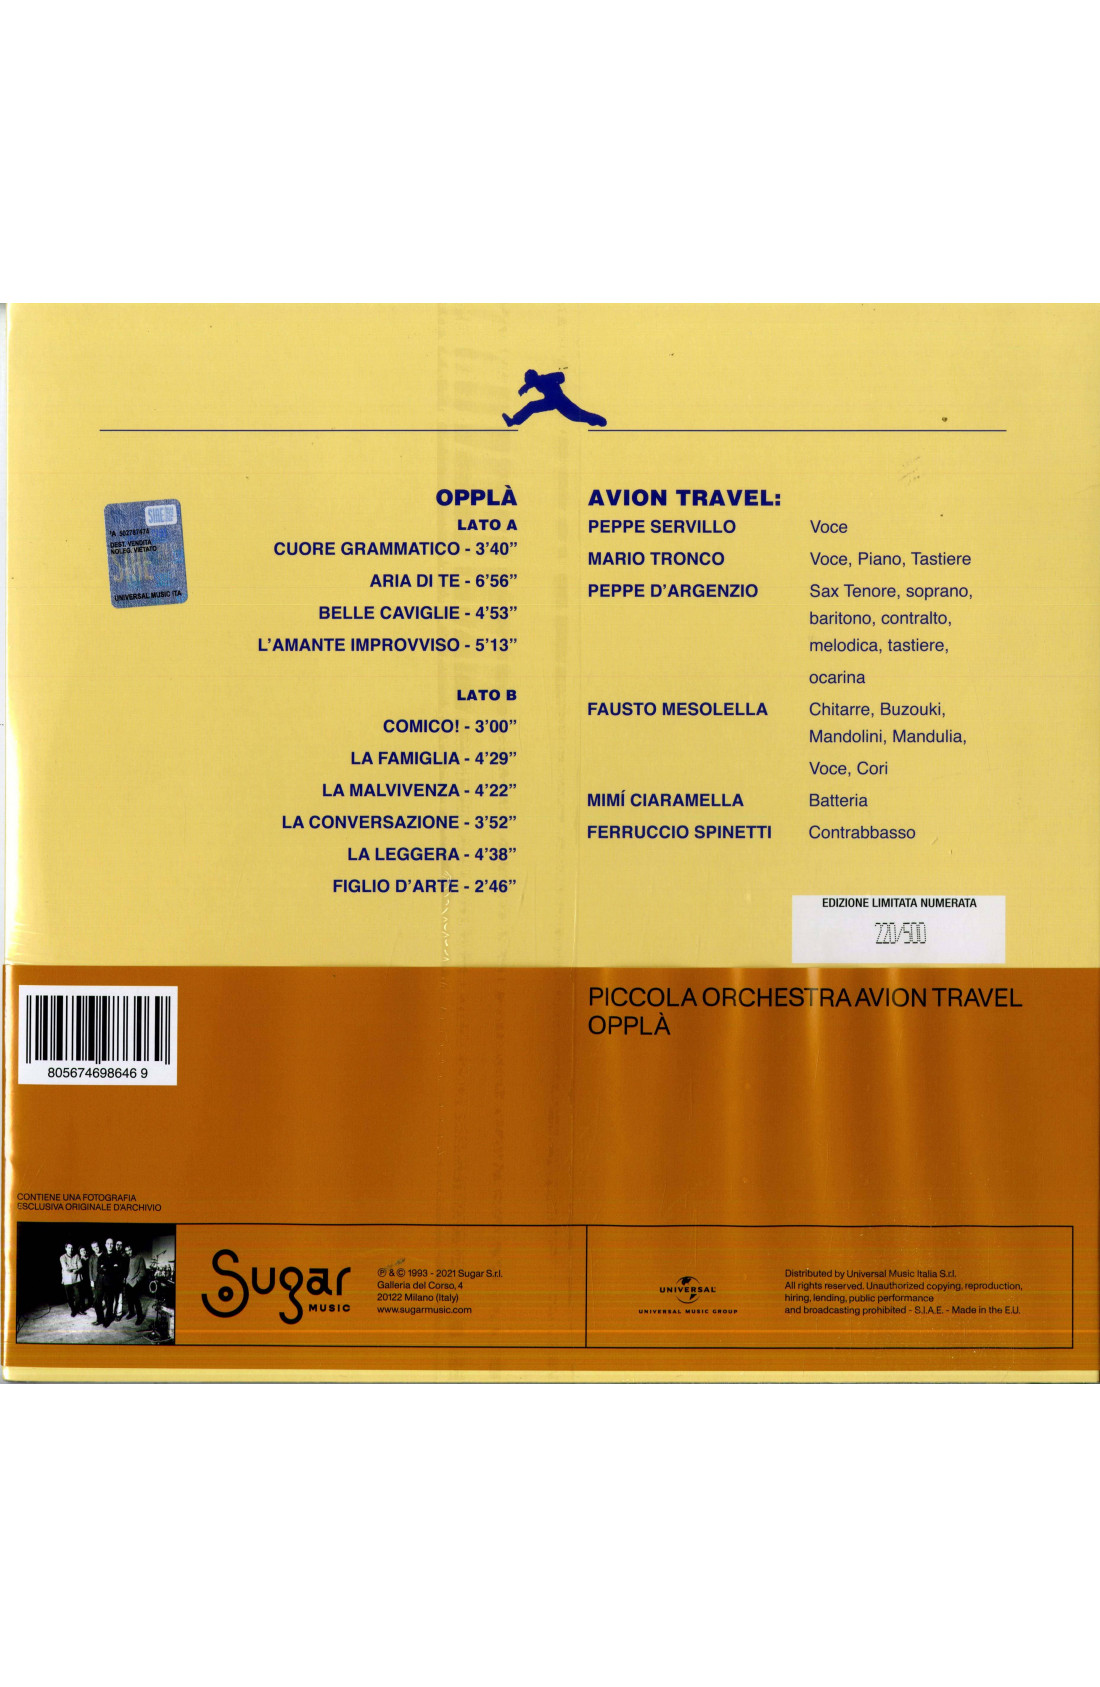 OPPLÀ
LATO A
CUORE GRAMMATICO - 3’40”
ARIA DI TE - 6’56”
BELLE CAVIGLIE - 4’53”
L’AMANTE IMPROVVISO - 5’13”
LATO B
COMICO! - 3’00”
LA FAMIGLIA - 4’29”
LA MALVIVENZA - 4’22”
LA CONVERSAZIONE - 3’52”
LA LEGGERA - 4’38”
FIGLIO D’ARTE - 2’46”
AVION TRAVEL:
PEPPE SERVILLO Voce
MARIO TRONCO Voce, Piano, Tastiere
PEPPE D’ARGENZIO Sax Tenore, soprano,
baritono, contralto,
melodica, tastiere,
ocarina
FAUSTO MESOLELLA Chitarre, Buzouki,
Mandolini, Mandulia,
Voce, Cori
MIMÍ CIARAMELLA Batteria
FERRUCCIO SPINETTI Contrabbasso
DEST. VENDITA
NOLEG. VIETATO
UNIVERSAL MUSIC ITA
EDIZIONE LIMITATA NUMERATA
220/500
PICCOLA ORCHESTRA AVION TRAVEL
OPPLÀ
805674698646 9
CONTIENE UNA FOTOGRAFIA
ESCLUSIVA ORIGINALE D’ARCHIVIO
Sugar
MUSIC
℗ & © 1993 - 2021 Sugar S.r.l.
Galleria del Corso, 4
20122 Milano (Italy)
www.sugarmusic.com
UNIVERSAL
UNIVERSAL MUSIC GROUP
Distributed by Universal Music Italia S.r.l.
All rights reserved. Unauthorized copying, reproduction,
hiring, lending, public performance
and broadcasting prohibited - S.I.A.E. - Made in the E.U.